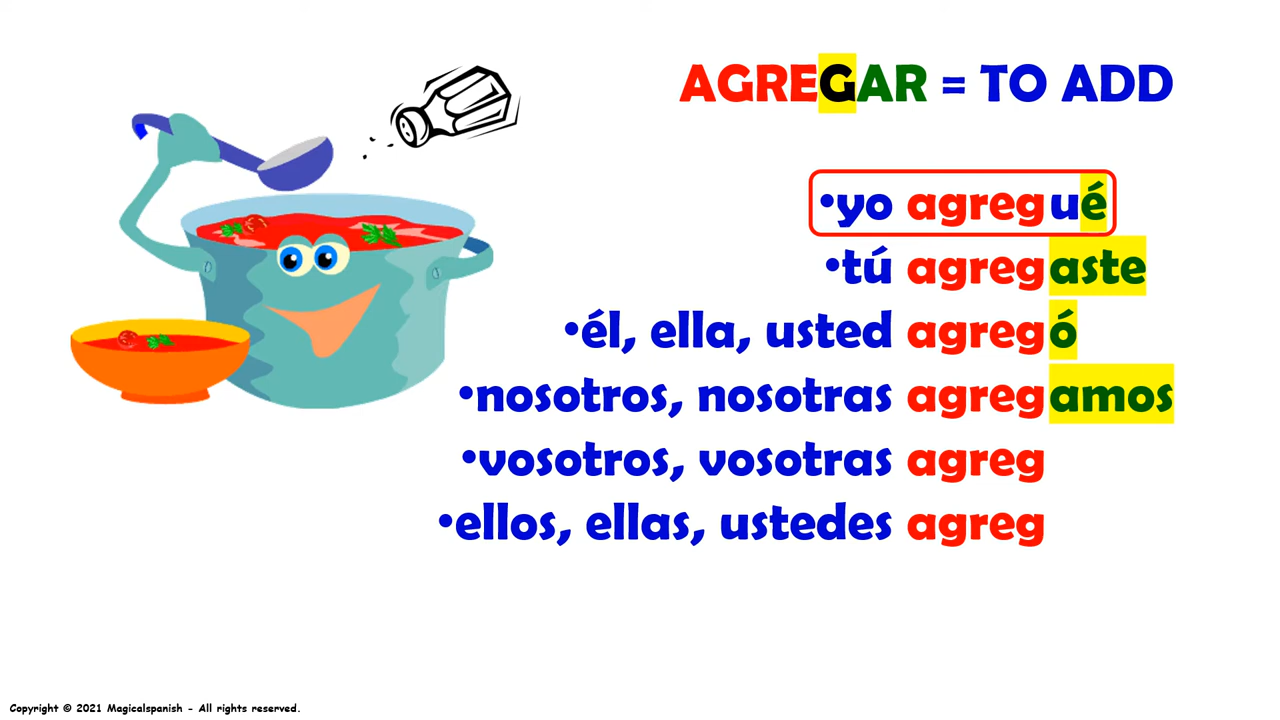 AGREGAR = TO ADD
•yo agregué
•tú agregaste
•él, ella, usted agregó
•nosotros, nosotras agregamos
•vosotros, vosotras agreg
•ellos, ellas, ustedes agreg
Copyright © 2021 Magicalspanish - All rights reserved.